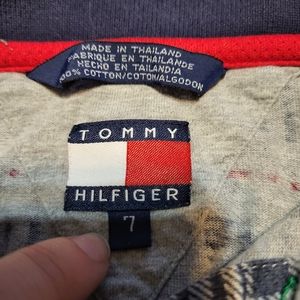 MADE IN THAILAND
FABRIQUE EN THAILANDE
HECHO EN TAILANDIA
100% COTTON/COTON/ALGODON
TOMMY
HILFIGER
7